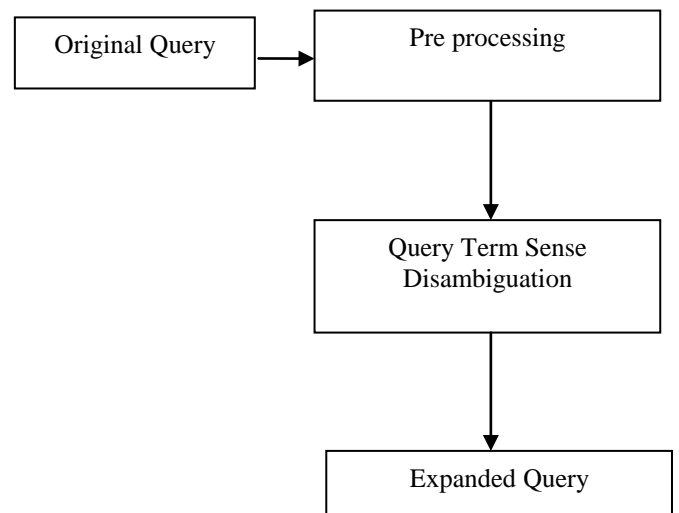 Original Query
Pre processing
Query Term Sense
Disambiguation
Expanded Query